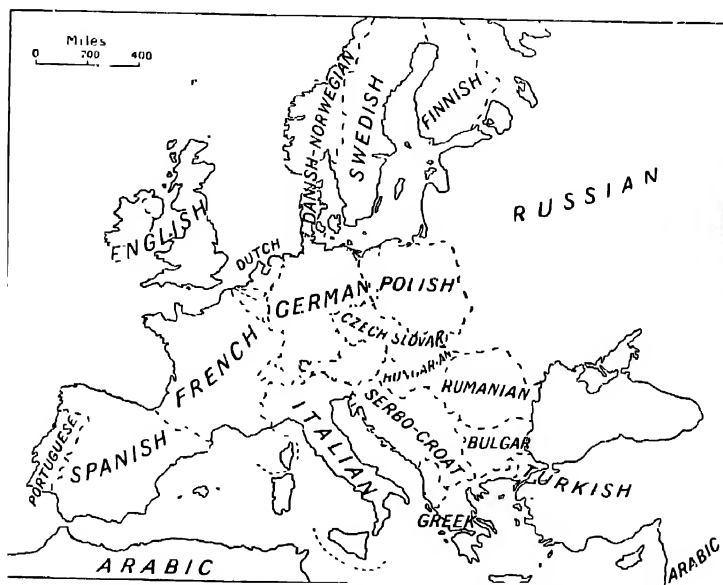 Miles
0 200 400
DANISH-NORWEGIAN
SWEDISH
FINNISH
RUSSIAN
ENGLISH
DUTCH
GERMAN
POLISH
CZECH SLOVAK
FRENCH
HUNGARIAN
RUMANIAN
ITALIAN
SERBO-CROAT
BULGAR
PORTUGUESE
SPANISH
TURKISH
GREEK
ARABIC
ARABIC